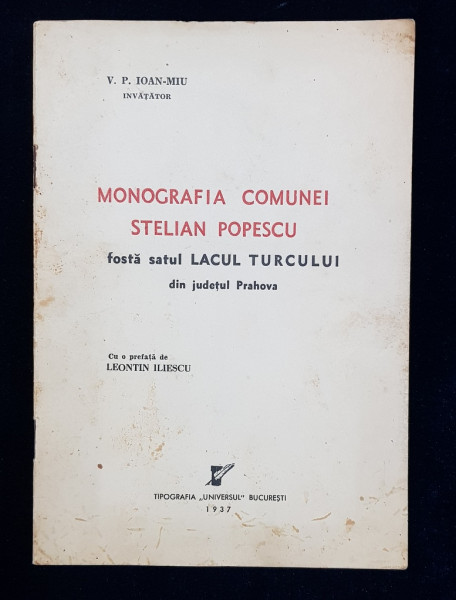 V. P. IOAN-MIU
INVĂȚĂTOR
MONOGRAFIA COMUNEI
STELIAN POPESCU
fostă satul LACUL TURCULUI
din județul Prahova
Cu o prefață de
LEONTIN ILIESCU
TIPOGRAFIA „UNIVERSUL” BUCUREȘTI
1937